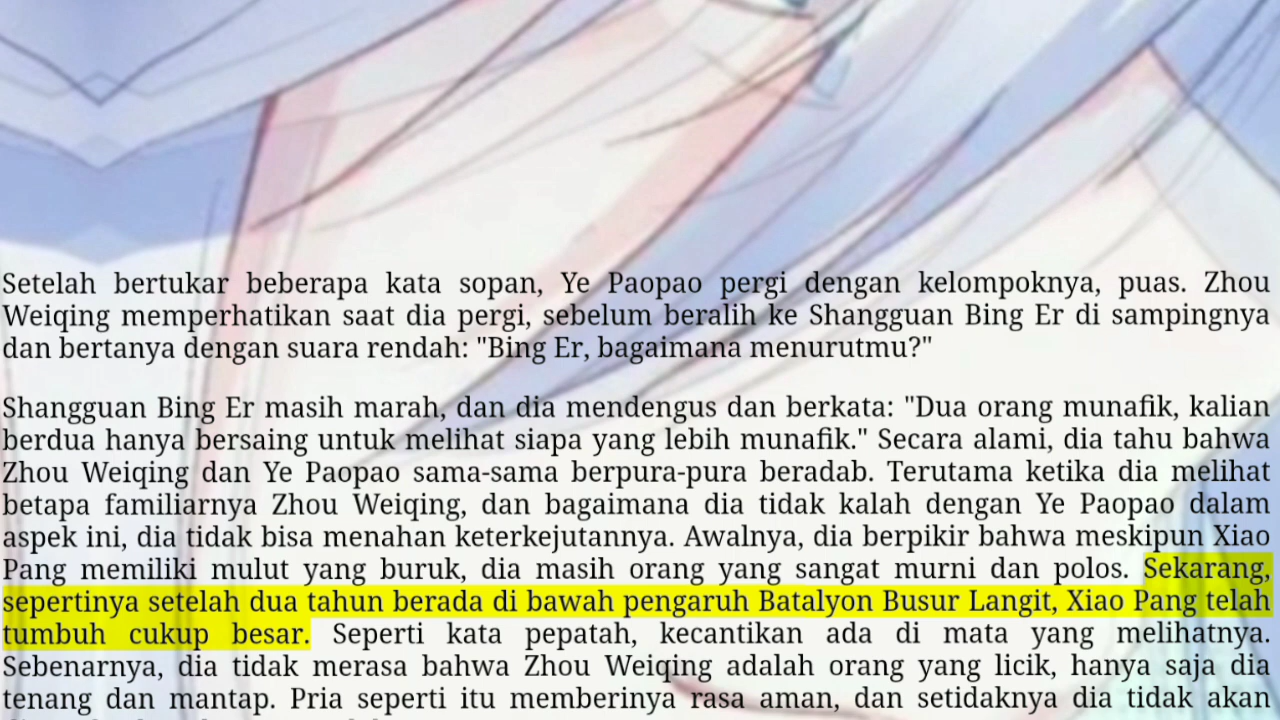 Setelah bertukar beberapa kata sopan, Ye Paopao pergi dengan kelompoknya, puas. Zhou
Weiqing memperhatikan saat dia pergi, sebelum beralih ke Shangguan Bing Er di sampingnya
dan bertanya dengan suara rendah: "Bing Er, bagaimana menurutmu?"
Shangguan Bing Er masih marah, dan dia mendengus dan berkata: "Dua orang munafik, kalian
berdua hanya bersaing untuk melihat siapa yang lebih munafik." Secara alami, dia tahu bahwa
Zhou Weiqing dan Ye Paopao sama-sama berpura-pura beradab. Terutama ketika dia melihat
betapa familiarnya Zhou Weiqing, dan bagaimana dia tidak kalah dengan Ye Paopao dalam
aspek ini, dia tidak bisa menahan keterkejutannya. Awalnya, dia berpikir bahwa meskipun Xiao
Pang memiliki mulut yang buruk, dia masih orang yang sangat murni dan polos. Sekarang,
sepertinya setelah dua tahun berada di bawah pengaruh Batalyon Busur Langit, Xiao Pang telah
tumbuh cukup besar. Seperti kata pepatah, kecantikan ada di mata yang melihatnya.
Sebenarnya, dia tidak merasa bahwa Zhou Weiqing adalah orang yang licik, hanya saja dia
tenang dan mantap. Pria seperti itu memberinya rasa aman, dan setidaknya dia tidak akan